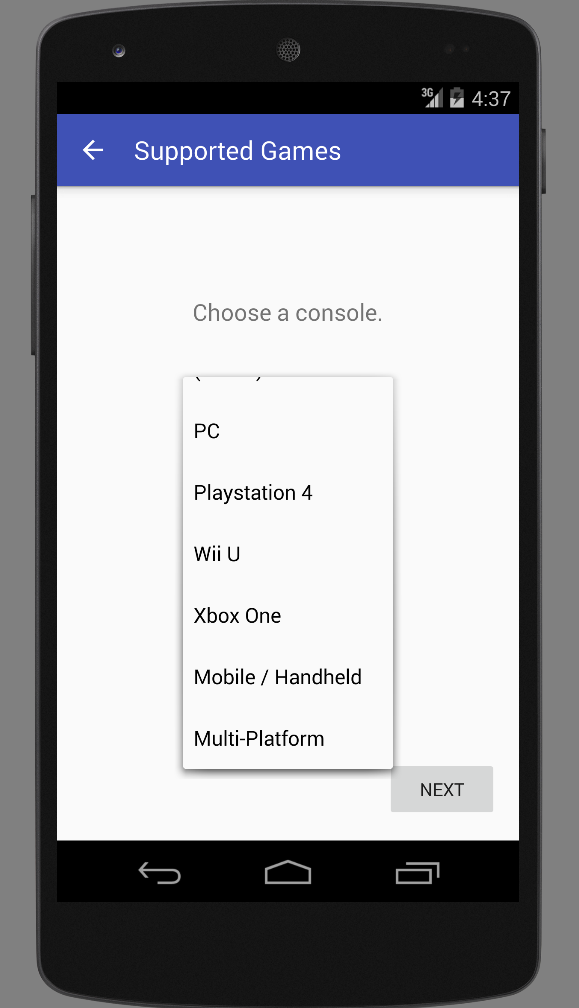 3G 4:37
Supported Games
Choose a console.
PC
Playstation 4
Wii U
Xbox One
Mobile / Handheld
Multi-Platform
NEXT